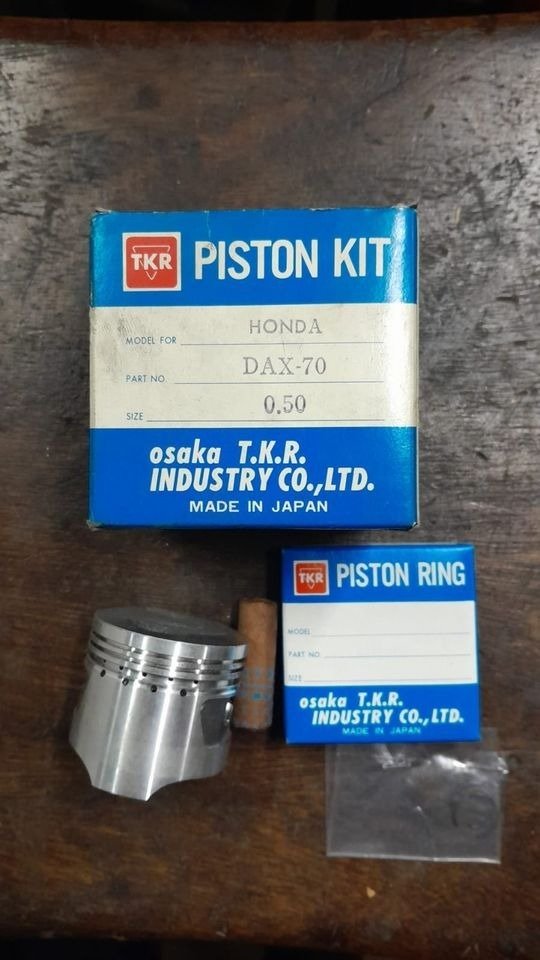 TKR PISTON KIT
MODEL FOR HONDA
PART NO. DAX-70
SIZE 0.50
osaka T.K.R.
INDUSTRY CO.,LTD.
MADE IN JAPAN
TKR PISTON RING
MODEL
PART NO.
SIZE
osaka T.K.R.
INDUSTRY CO.,LTD.
MADE IN JAPAN